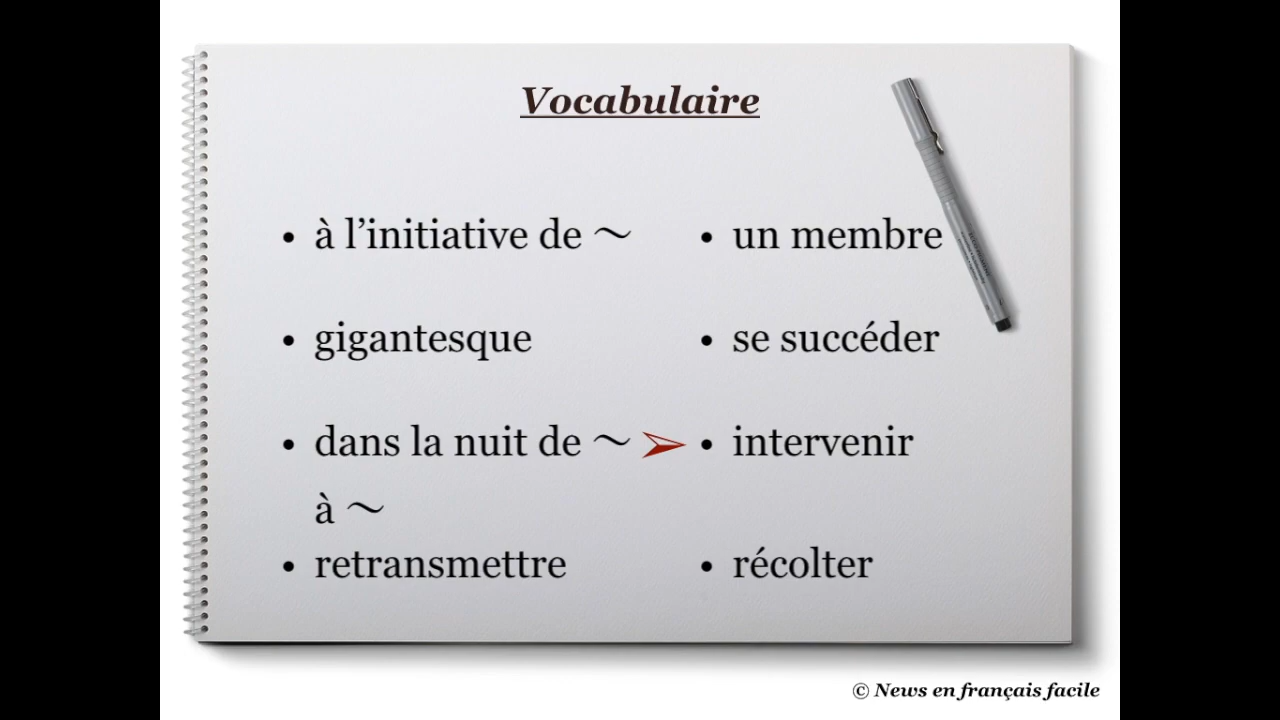 Vocabulaire
• à l’initiative de ~
• gigantesque
• dans la nuit de ~
à ~
• retransmettre
• un membre
• se succéder
➢ • intervenir
• récolter
© News en français facile